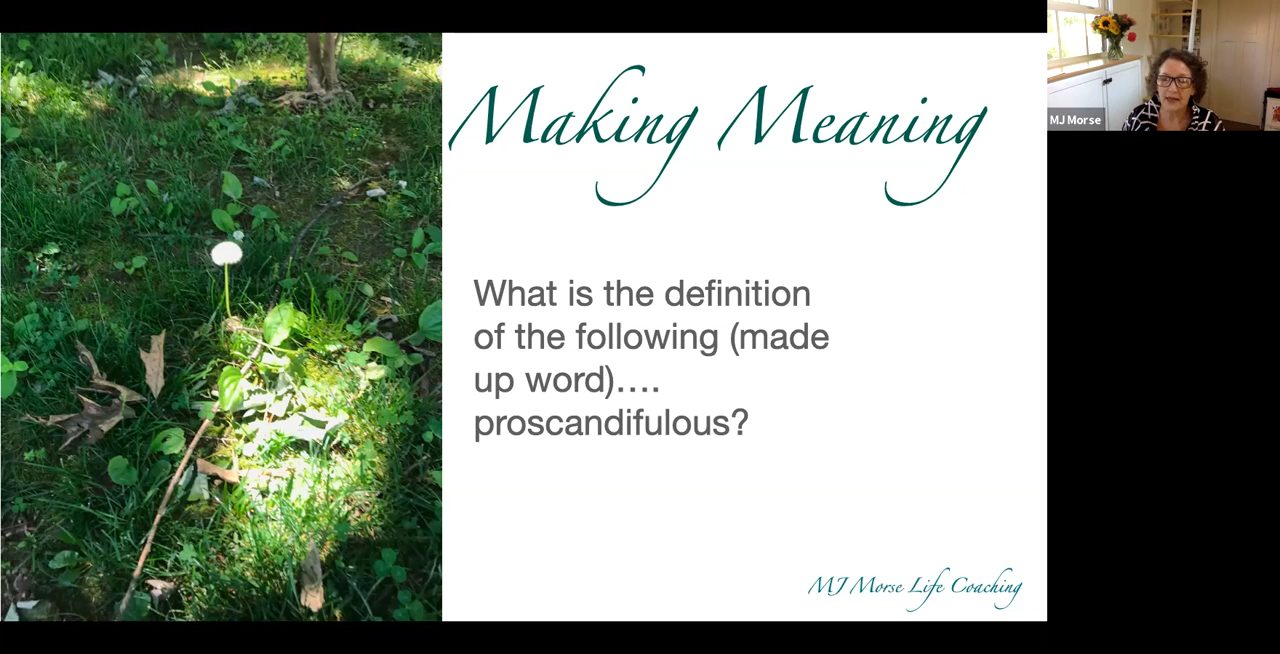 Making Meaning
MJ Morse
What is the definition
of the following (made
up word)....
proscandifulous?
MJ Morse Life Coaching